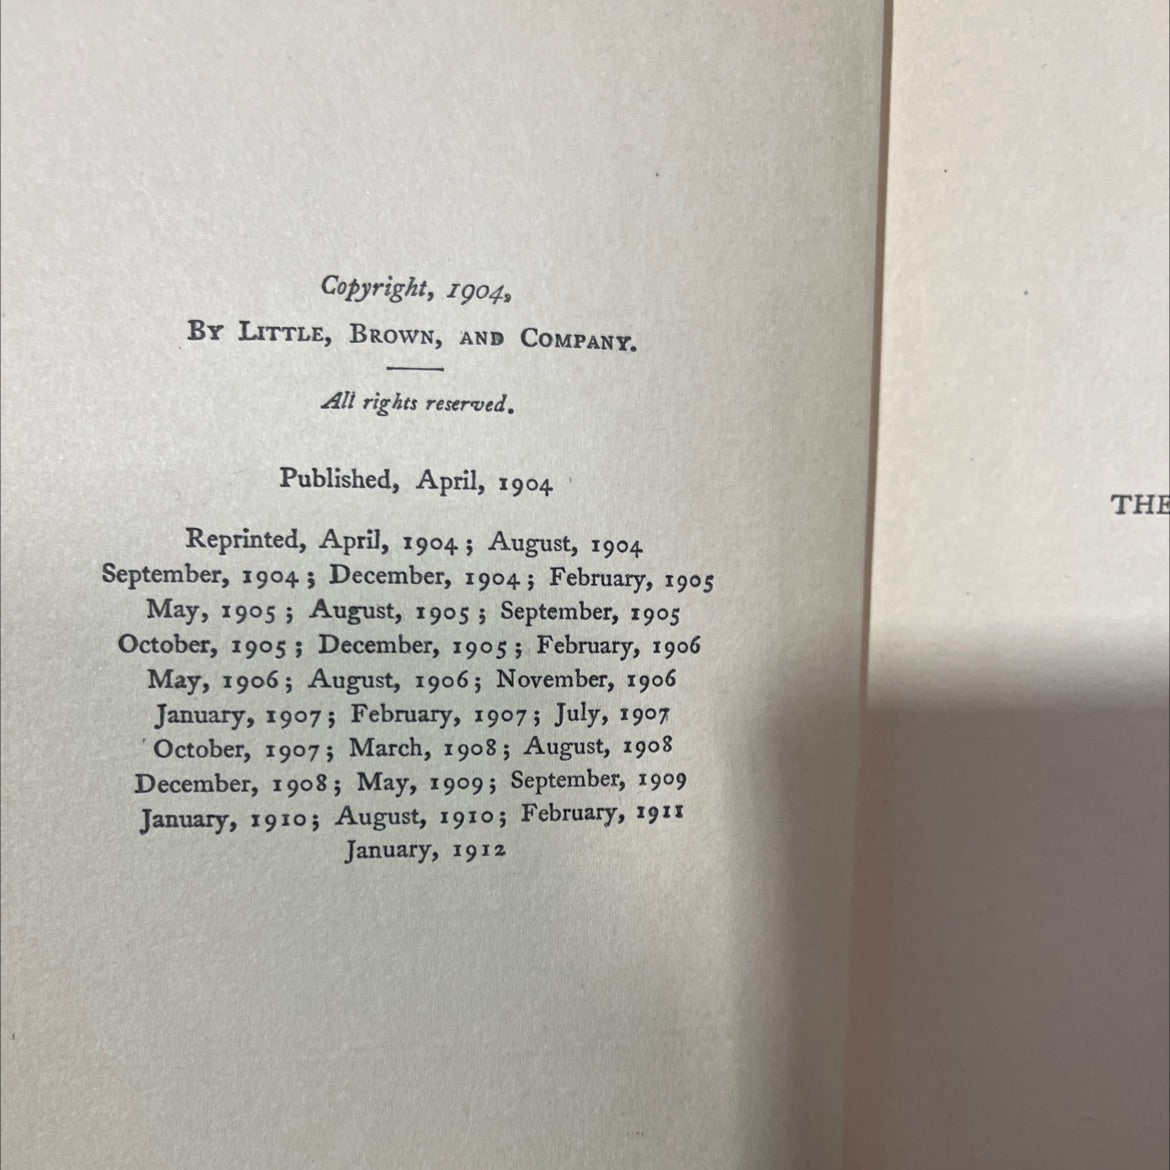 Copyright, 1904,
By Little, Brown, and Company.
All rights reserved.
Published, April, 1904
Reprinted, April, 1904; August, 1904
September, 1904; December, 1904; February, 1905
May, 1905; August, 1905; September, 1905
October, 1905; December, 1905; February, 1906
May, 1906; August, 1906; November, 1906
January, 1907; February, 1907; July, 1907
October, 1907; March, 1908; August, 1908
December, 1908; May, 1909; September, 1909
January, 1910; August, 1910; February, 1911
January, 1912
THE